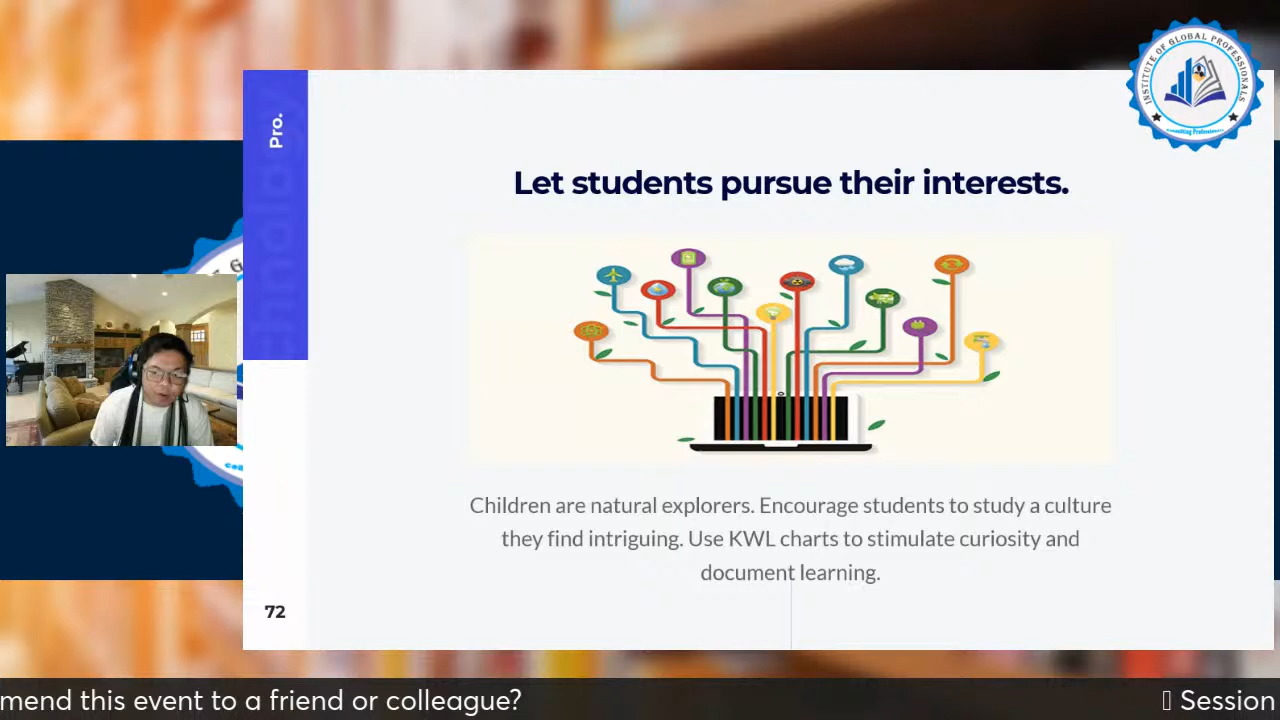 INSTITUTE OF GLOBAL PROFESSIONALS
Consulting Professionals
Pro.
Let students pursue their interests.
Children are natural explorers. Encourage students to study a culture
they find intriguing. Use KWL charts to stimulate curiosity and
document learning.
72
mend this event to a friend or colleague?
Session